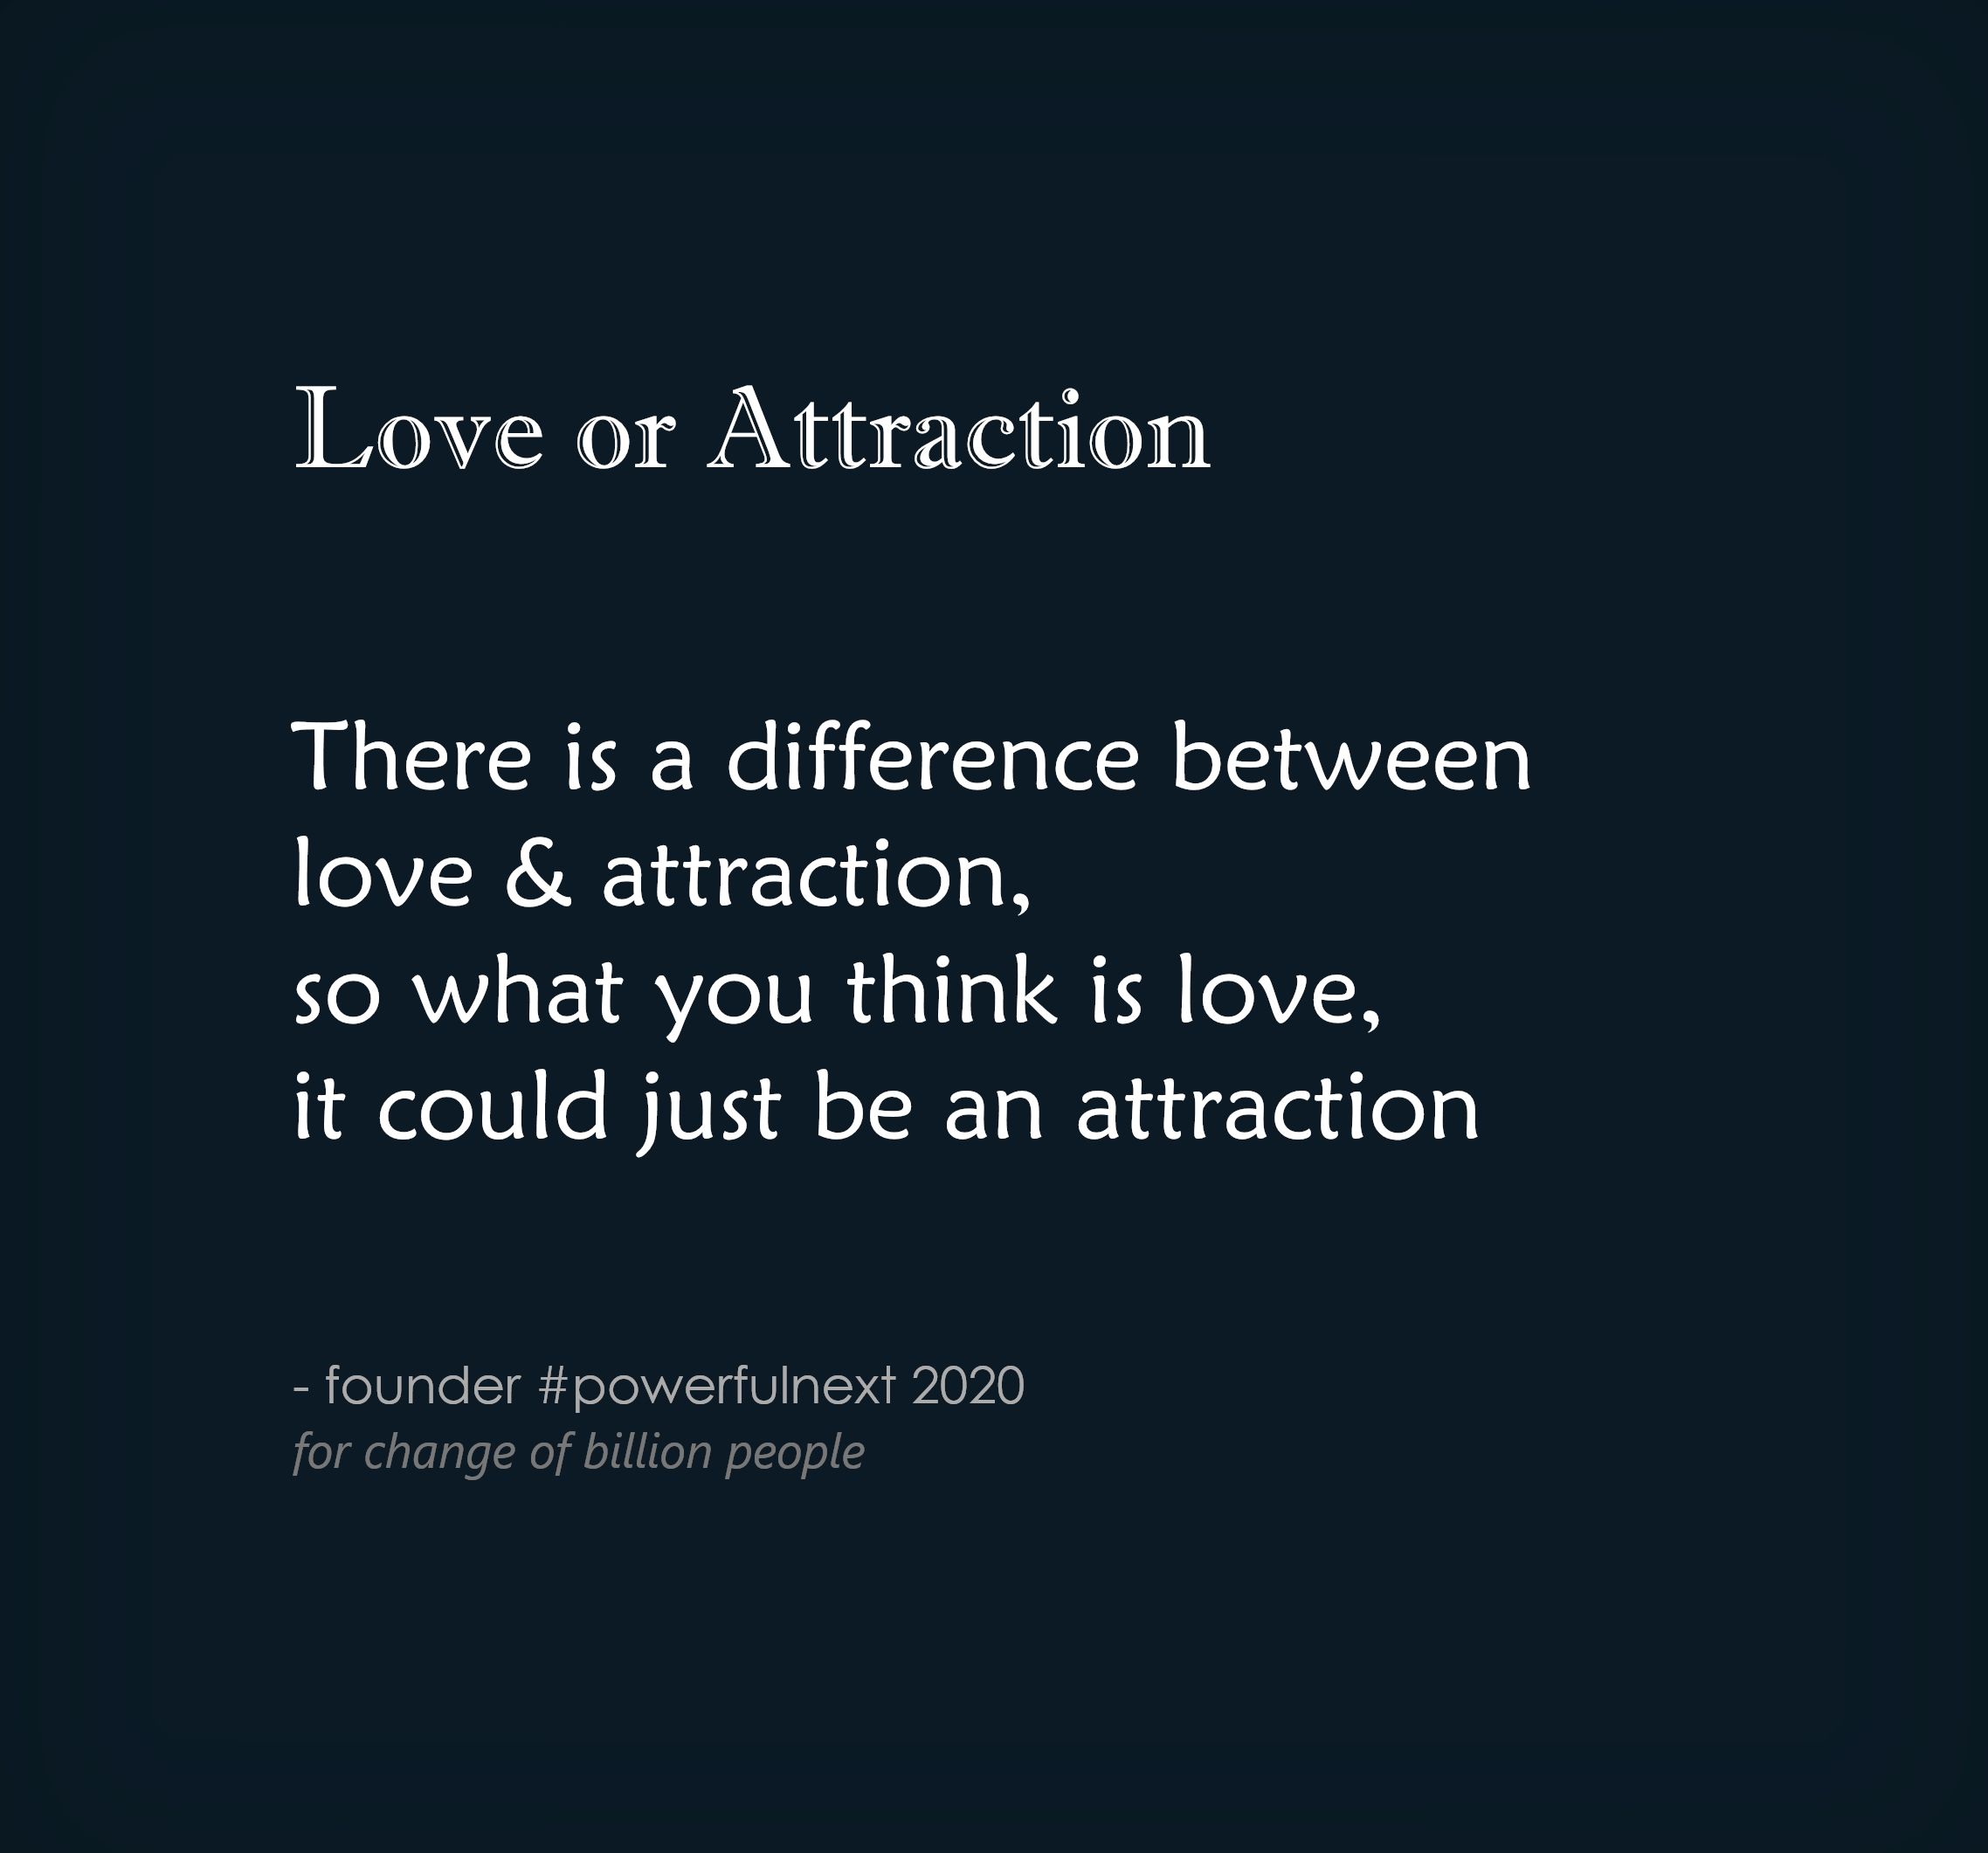 Love or Attraction
There is a difference between
love & attraction,
so what you think is love,
it could just be an attraction
- founder #powerfulnext 2020
for change of billion people